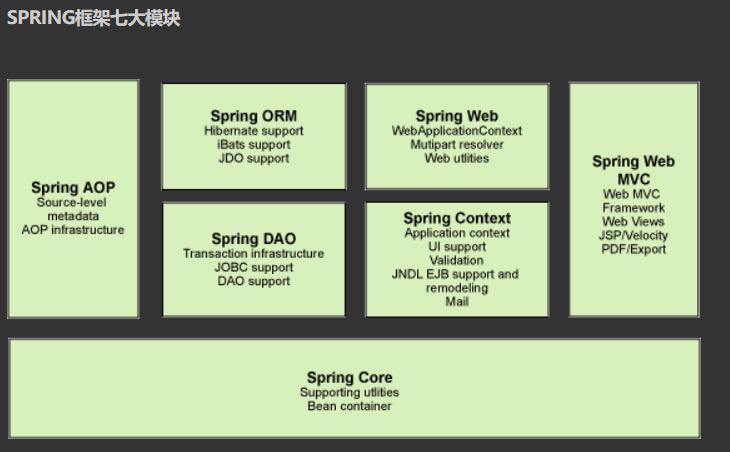 SPRING框架七大模块
Spring AOP
Source-level
metadata
AOP infrastructure
Spring ORM
Hibernate support
iBats support
JDO support
Spring DAO
Transaction infrastructure
JOBC support
DAO support
Spring Web
WebApplicationContext
Mutipart resolver
Web utlities
Spring Context
Application context
UI support
Validation
JNDL EJB support and
remodeling
Mail
Spring Web
MVC
Web MVC
Framework
Web Views
JSP/Velocity
PDF/Export
Spring Core
Supporting utlities
Bean container